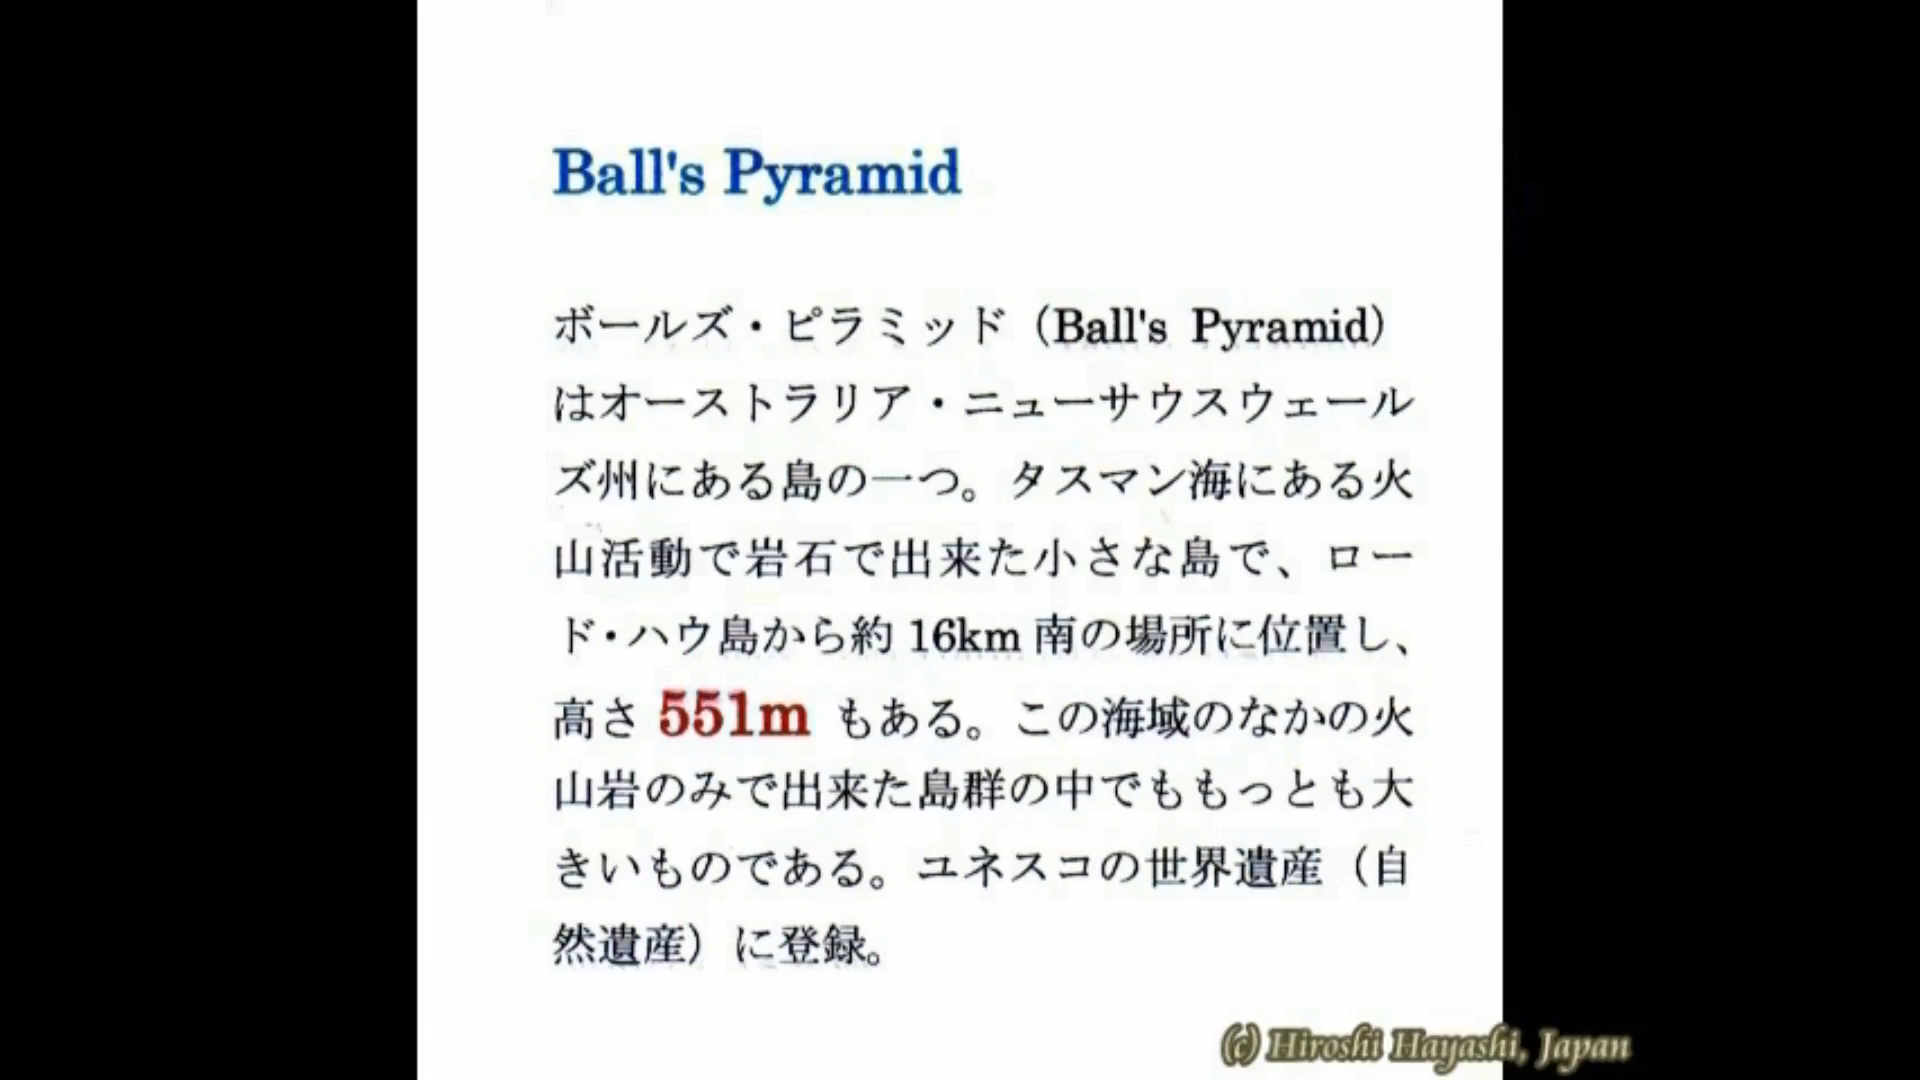 Ball's Pyramid
ボールズ・ピラミッド（Ball's Pyramid）
はオーストラリア・ニューサウスウェール
ズ州にある島の一つ。タスマン海にある火
山活動で岩石で出来た小さな島で、ロー
ド・ハウ島から約 16km 南の場所に位置し、
高さ 551m もある。この海域のなかの火
山岩のみで出来た島群の中でももっとも大
きいものである。ユネスコの世界遺産（自
然遺産）に登録。
(c) Hiroshi Hayashi, Japan